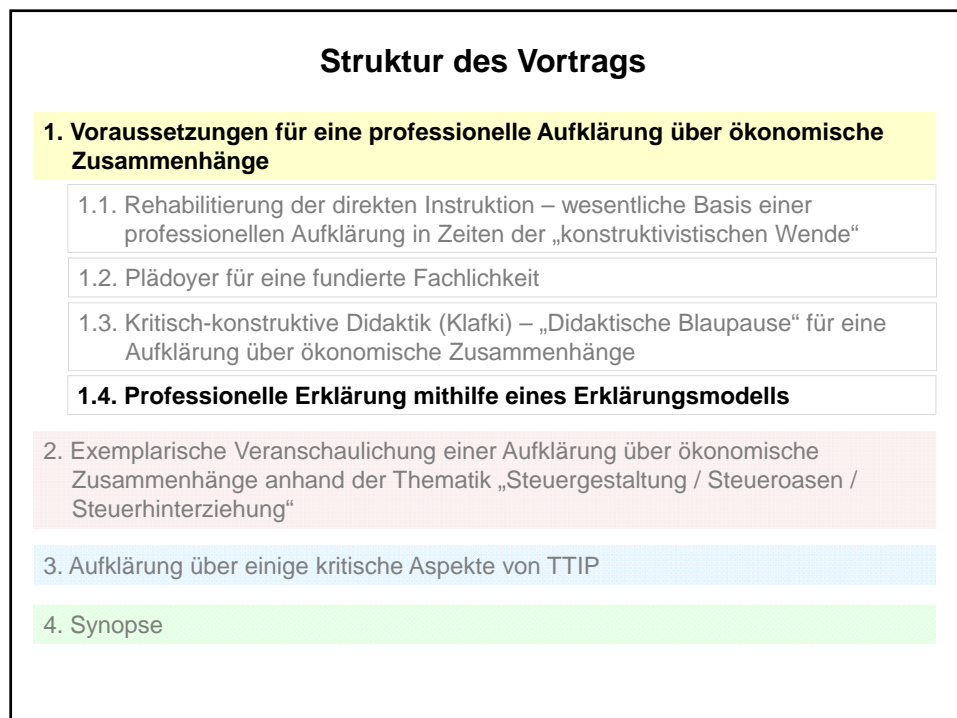 Struktur des Vortrags
1. Voraussetzungen für eine professionelle Aufklärung über ökonomische
Zusammenhänge
1.1. Rehabilitierung der direkten Instruktion – wesentliche Basis einer
professionellen Aufklärung in Zeiten der „konstruktivistischen Wende“
1.2. Plädoyer für eine fundierte Fachlichkeit
1.3. Kritisch-konstruktive Didaktik (Klafki) – „Didaktische Blaupause“ für eine
Aufklärung über ökonomische Zusammenhänge
1.4. Professionelle Erklärung mithilfe eines Erklärungsmodells
2. Exemplarische Veranschaulichung einer Aufklärung über ökonomische
Zusammenhänge anhand der Thematik „Steuergestaltung / Steueroasen /
Steuerhinterziehung“
3. Aufklärung über einige kritische Aspekte von TTIP
4. Synopse